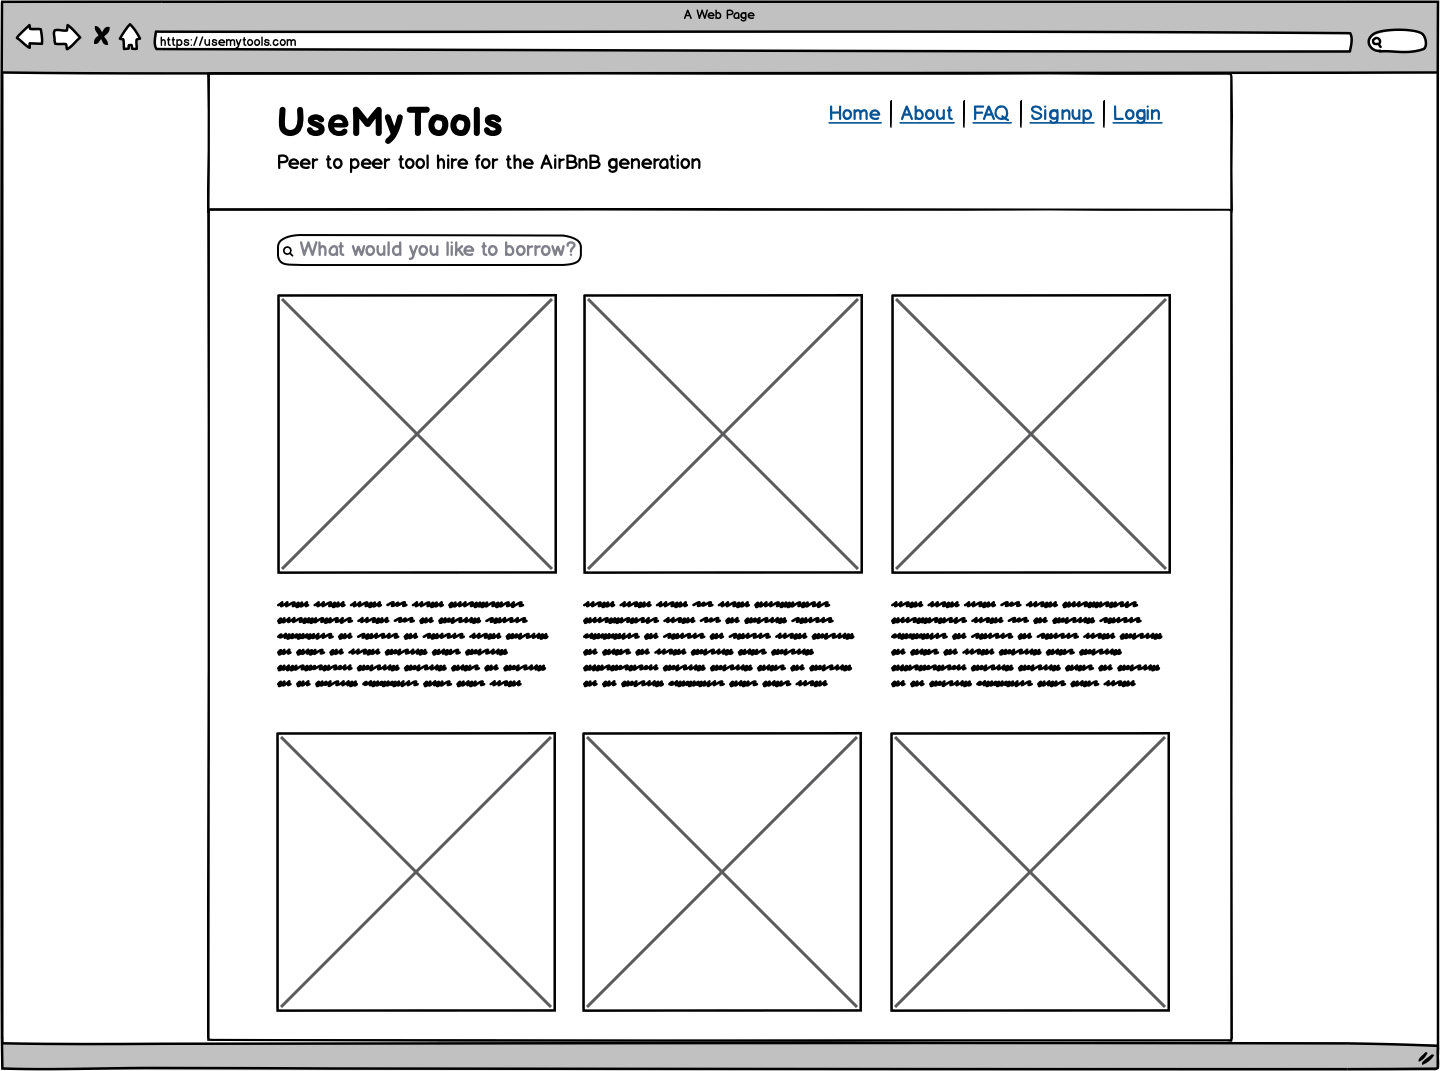 A Web Page
https://usemytools.com
UseMyTools
Home About FAQ Signup Login
Peer to peer tool hire for the AirBnB generation
What would you like to borrow?